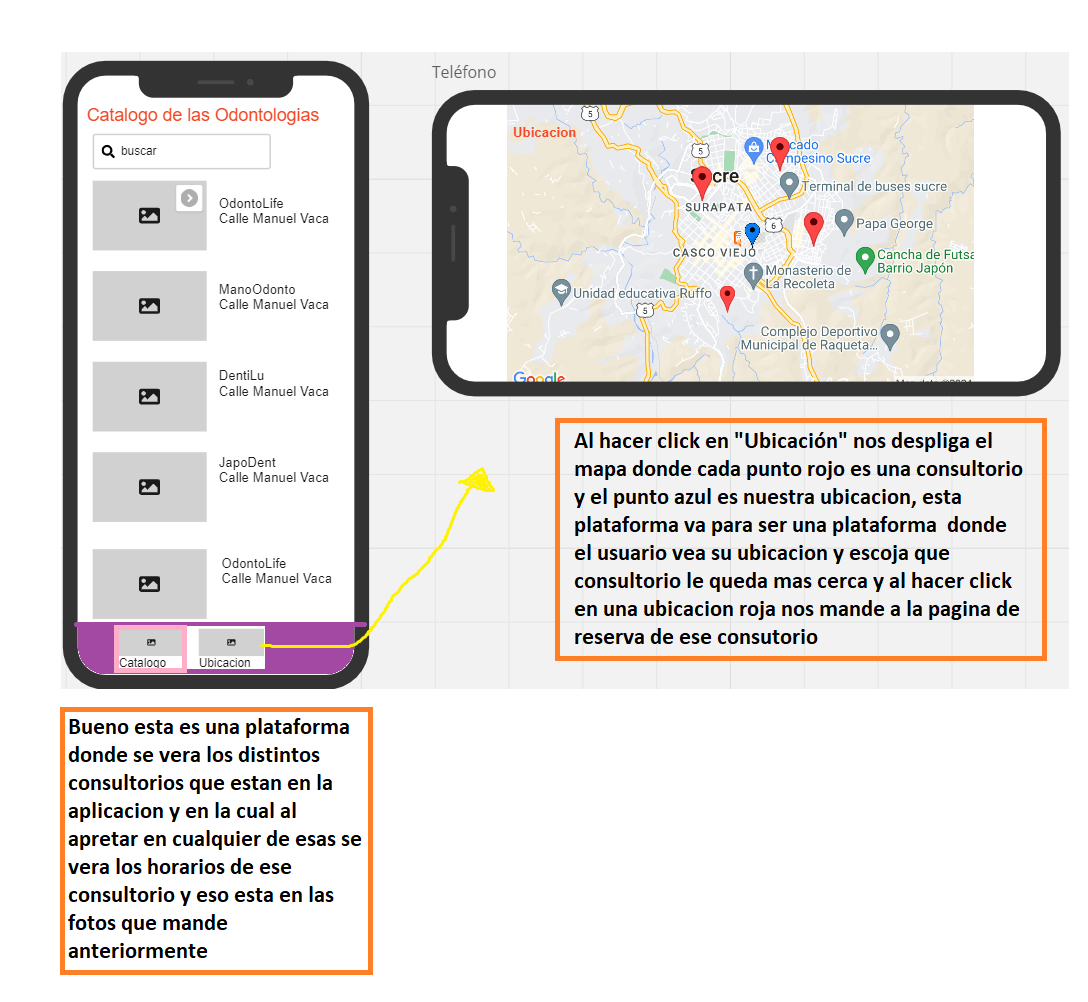 Teléfono
Catalogo de las Odontologias
buscar
OdontoLife
Calle Manuel Vaca
ManoOdonto
Calle Manuel Vaca
DentiLu
Calle Manuel Vaca
JapoDent
Calle Manuel Vaca
OdontoLife
Calle Manuel Vaca
Catalogo
Ubicacion
Ubicacion
5
5
Mercado
Campesino Sucre
Sucre
Terminal de buses sucre
SURAPATA
6
Papa George
CASCO VIEJO
Cancha de Futsa
Barrio Japón
Monasterio de
La Recoleta
Unidad educativa Ruffo
5
Complejo Deportivo
Municipal de Raqueta...
Google
Al hacer click en "Ubicación" nos despliga el
mapa donde cada punto rojo es una consultorio
y el punto azul es nuestra ubicacion, esta
plataforma va para ser una plataforma donde
el usuario vea su ubicacion y escoja que
consultorio le queda mas cerca y al hacer click
en una ubicacion roja nos mande a la pagina de
reserva de ese consutorio
Bueno esta es una plataforma
donde se vera los distintos
consultorios que estan en la
aplicacion y en la cual al
apretar en cualquier de esas se
vera los horarios de ese
consultorio y eso esta en las
fotos que mande
anteriormente